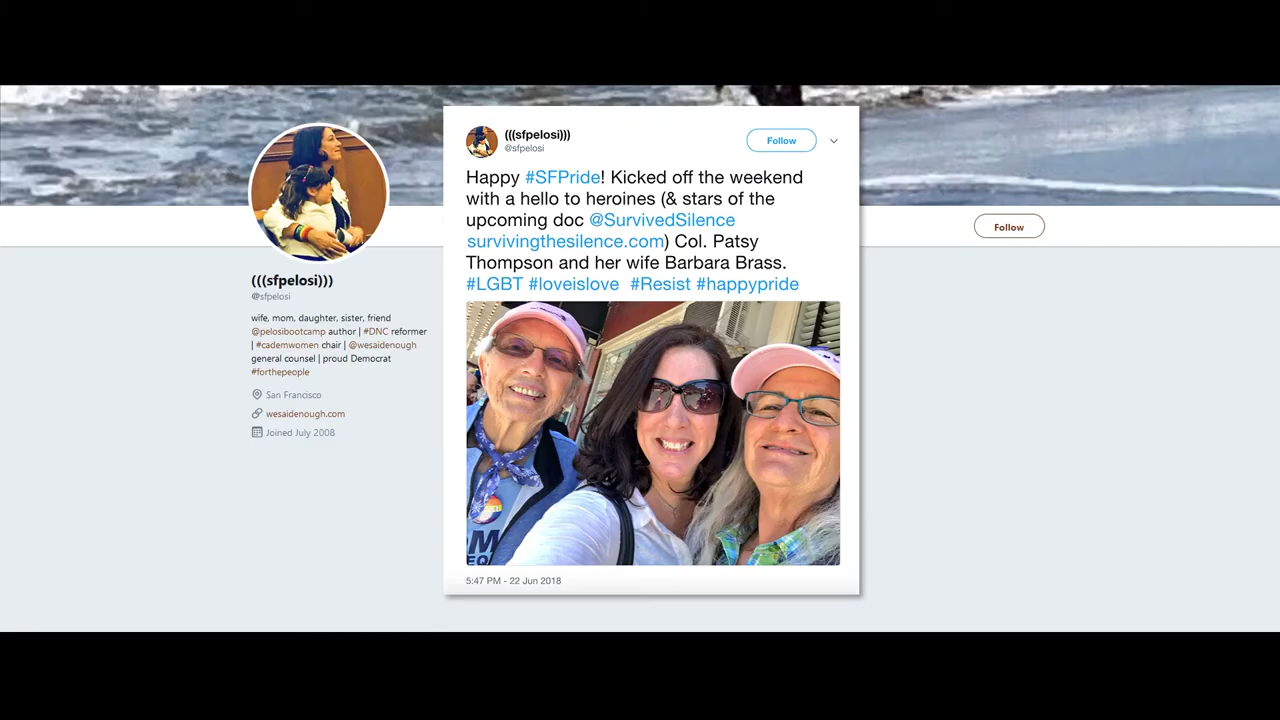 (((sfpelosi)))
@sfpelosi
wife, mom, daughter, sister, friend
@pelosibootcamp author | #DNC reformer
| #cademwomen chair | @wesaidenough
general counsel | proud Democrat
#forthepeople
San Francisco
wesaidenough.com
Joined July 2008
(((sfpelosi)))
@sfpelosi
Follow
Happy #SFPride! Kicked off the weekend
with a hello to heroines (& stars of the
upcoming doc @SurvivedSilence
survivingthesilence.com) Col. Patsy
Thompson and her wife Barbara Brass.
#LGBT #loveislove #Resist #happypride
5:47 PM - 22 Jun 2018
Follow